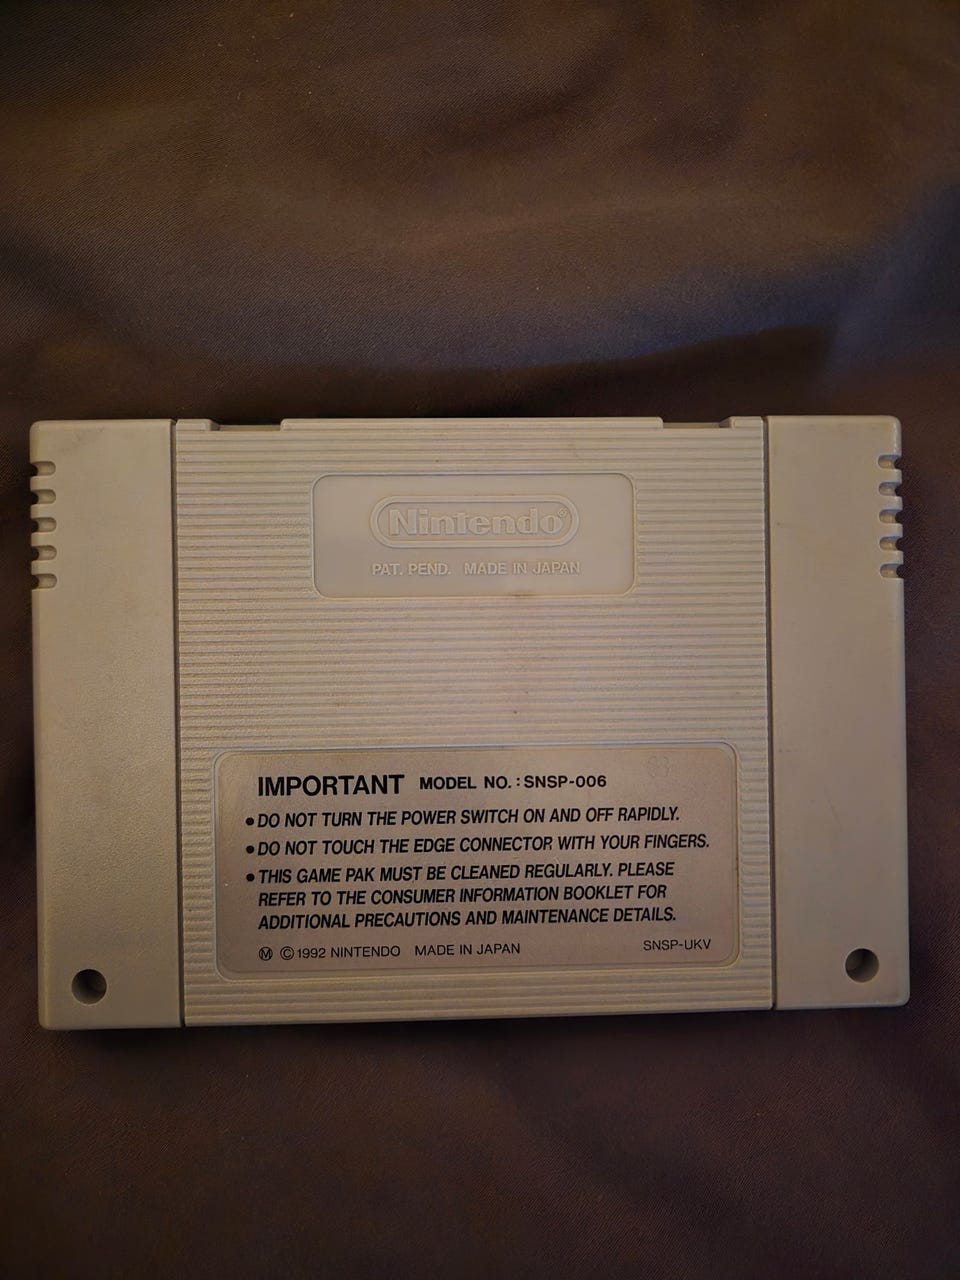 Nintendo®
PAT. PEND. MADE IN JAPAN
IMPORTANT MODEL NO. : SNSP-006
● DO NOT TURN THE POWER SWITCH ON AND OFF RAPIDLY.
● DO NOT TOUCH THE EDGE CONNECTOR WITH YOUR FINGERS.
● THIS GAME PAK MUST BE CLEANED REGULARLY. PLEASE
REFER TO THE CONSUMER INFORMATION BOOKLET FOR
ADDITIONAL PRECAUTIONS AND MAINTENANCE DETAILS.
Ⓜ © 1992 NINTENDO MADE IN JAPAN SNSP-UKV